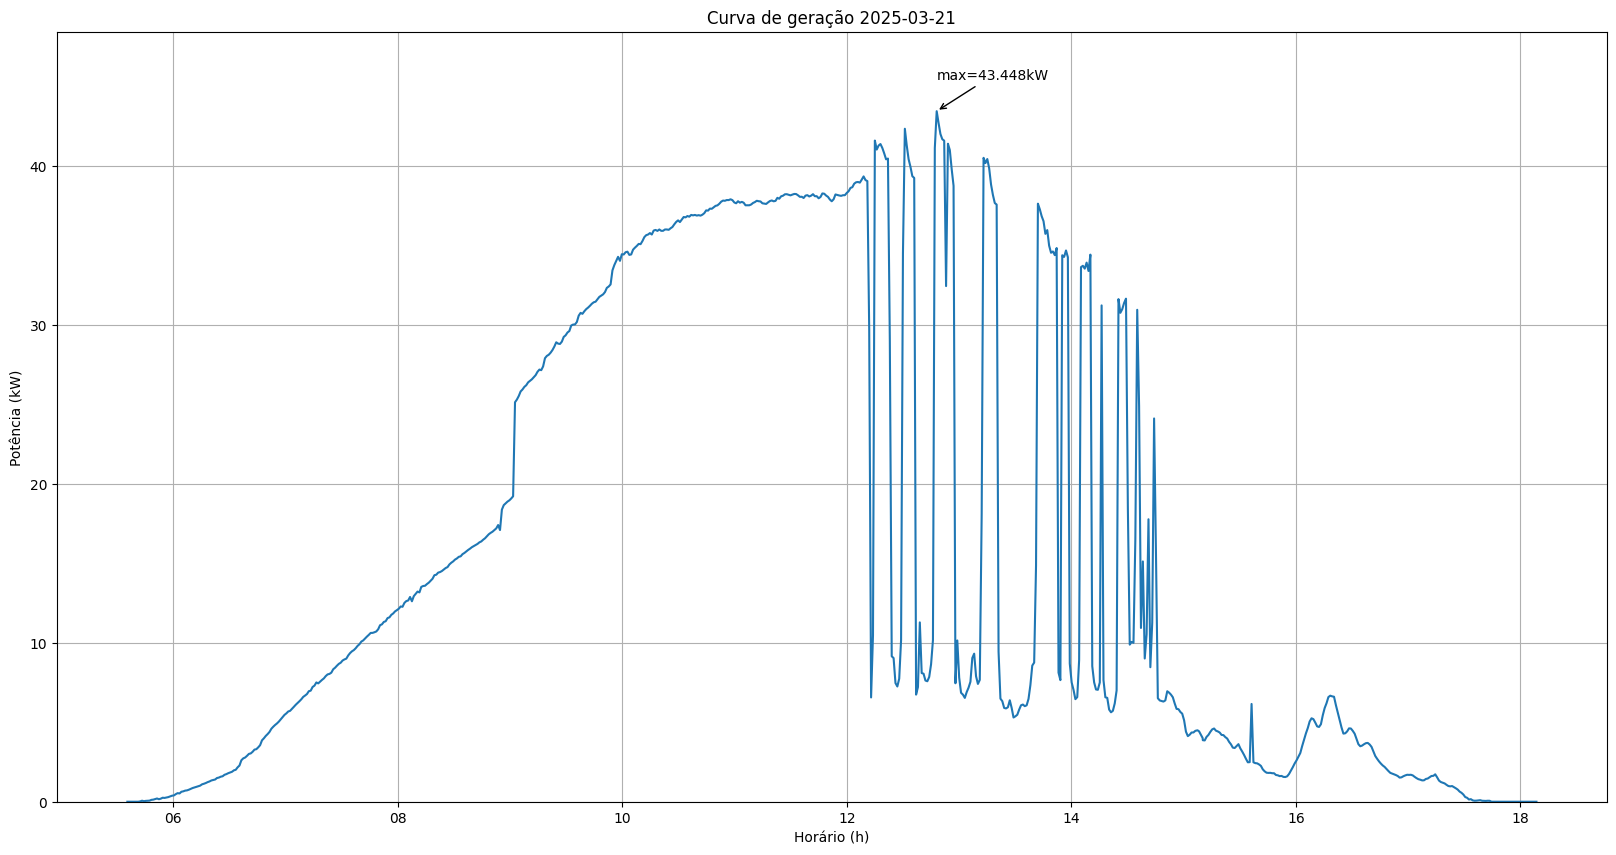 Curva de geração 2025-03-21
max=43.448kW
Potência (kW)
40
30
20
10
0
06 08 10 12 14 16 18
Horário (h)